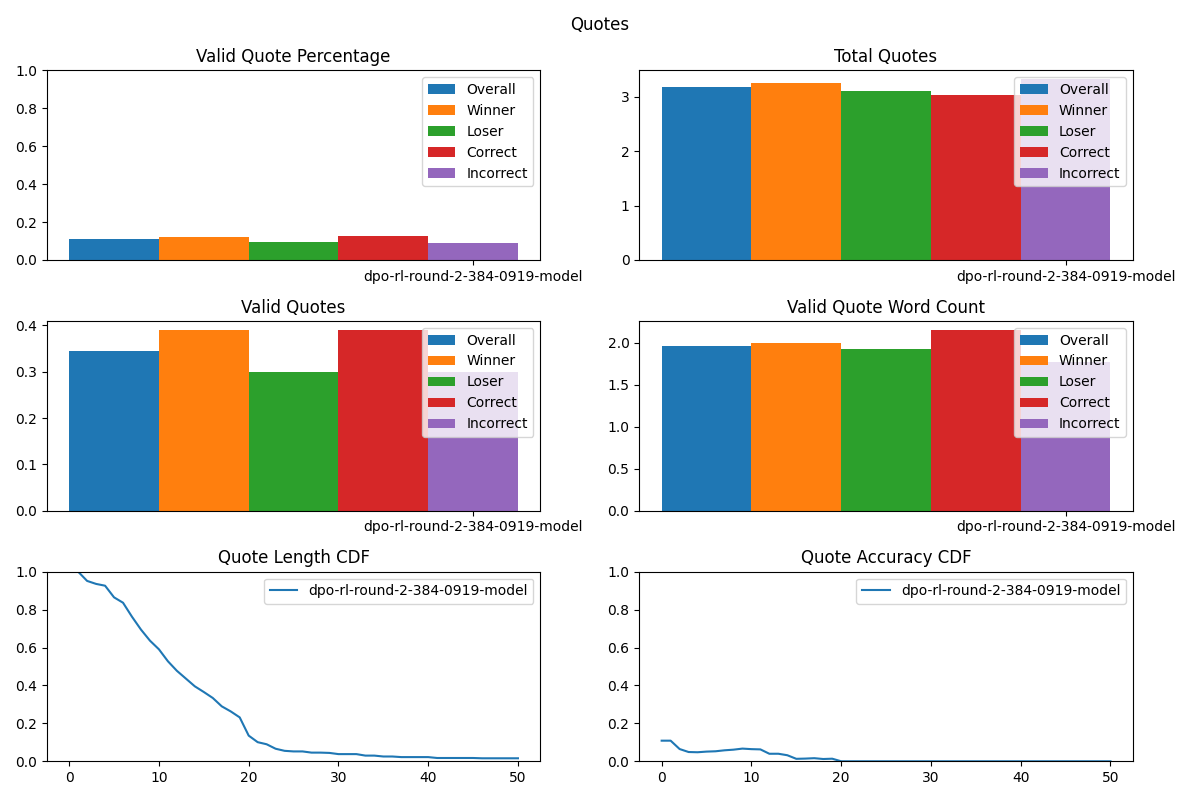 Quotes
Valid Quote Percentage
1.0
0.8
0.6
0.4
0.2
0.0
Overall
Winner
Loser
Correct
Incorrect
dpo-rl-round-2-384-0919-model
Total Quotes
3
2
1
0
Overall
Winner
Loser
Correct
Incorrect
dpo-rl-round-2-384-0919-model
Valid Quotes
0.4
0.3
0.2
0.1
0.0
Overall
Winner
Loser
Correct
Incorrect
dpo-rl-round-2-384-0919-model
Valid Quote Word Count
2.0
1.5
1.0
0.5
0.0
Overall
Winner
Loser
Correct
Incorrect
dpo-rl-round-2-384-0919-model
Quote Length CDF
1.0
0.8
0.6
0.4
0.2
0.0
dpo-rl-round-2-384-0919-model
0 10 20 30 40 50
Quote Accuracy CDF
1.0
0.8
0.6
0.4
0.2
0.0
dpo-rl-round-2-384-0919-model
0 10 20 30 40 50